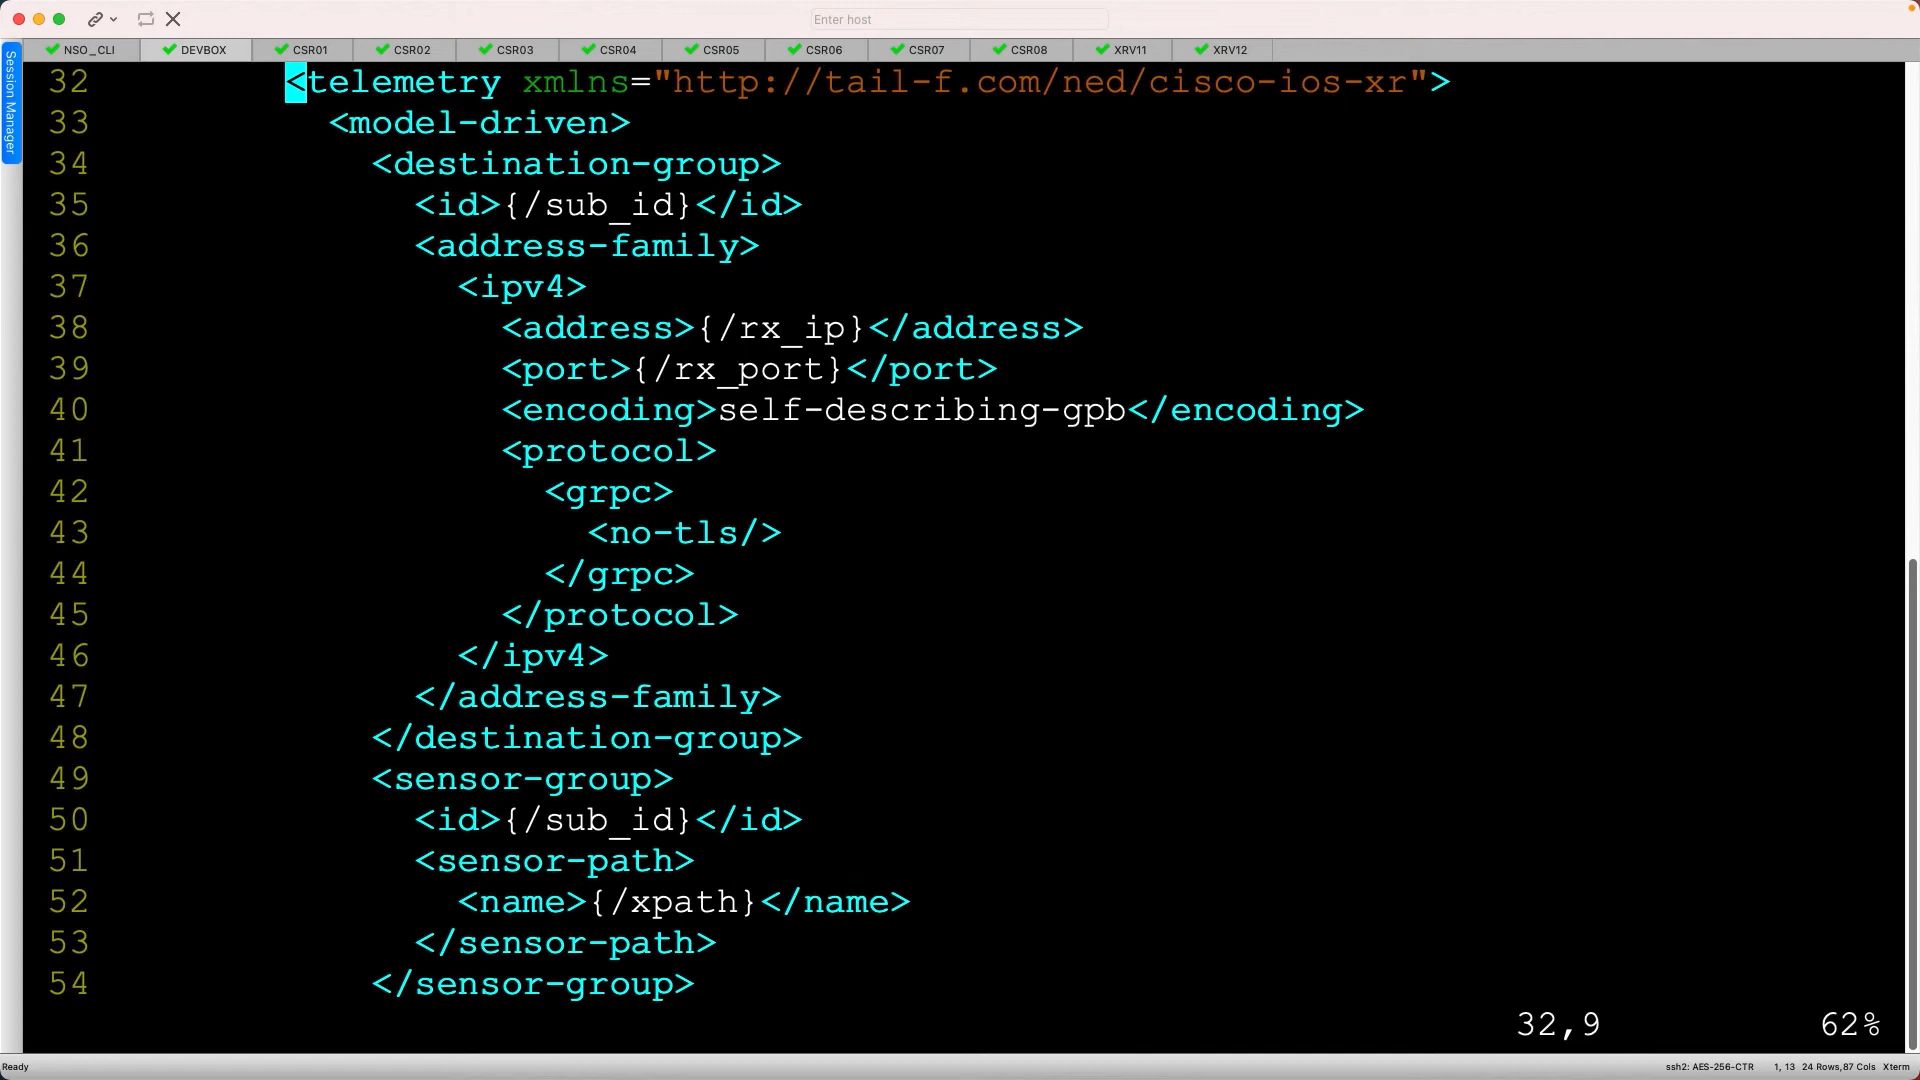 Enter host
Session Manager
NSO_CLI DEVBOX CSR01 CSR02 CSR03 CSR04 CSR05 CSR06 CSR07 CSR08 XRV11 XRV12
32 <telemetry xmlns="http://tail-f.com/ned/cisco-ios-xr">
33 <model-driven>
34 <destination-group>
35 <id>{/sub_id}</id>
36 <address-family>
37 <ipv4>
38 <address>{/rx_ip}</address>
39 <port>{/rx_port}</port>
40 <encoding>self-describing-gpb</encoding>
41 <protocol>
42 <grpc>
43 <no-tls/>
44 </grpc>
45 </protocol>
46 </ipv4>
47 </address-family>
48 </destination-group>
49 <sensor-group>
50 <id>{/sub_id}</id>
51 <sensor-path>
52 <name>{/xpath}</name>
53 </sensor-path>
54 </sensor-group>
32,9 62%
Ready ssh2: AES-256-CTR 1, 13 24 Rows,87 Cols Xterm